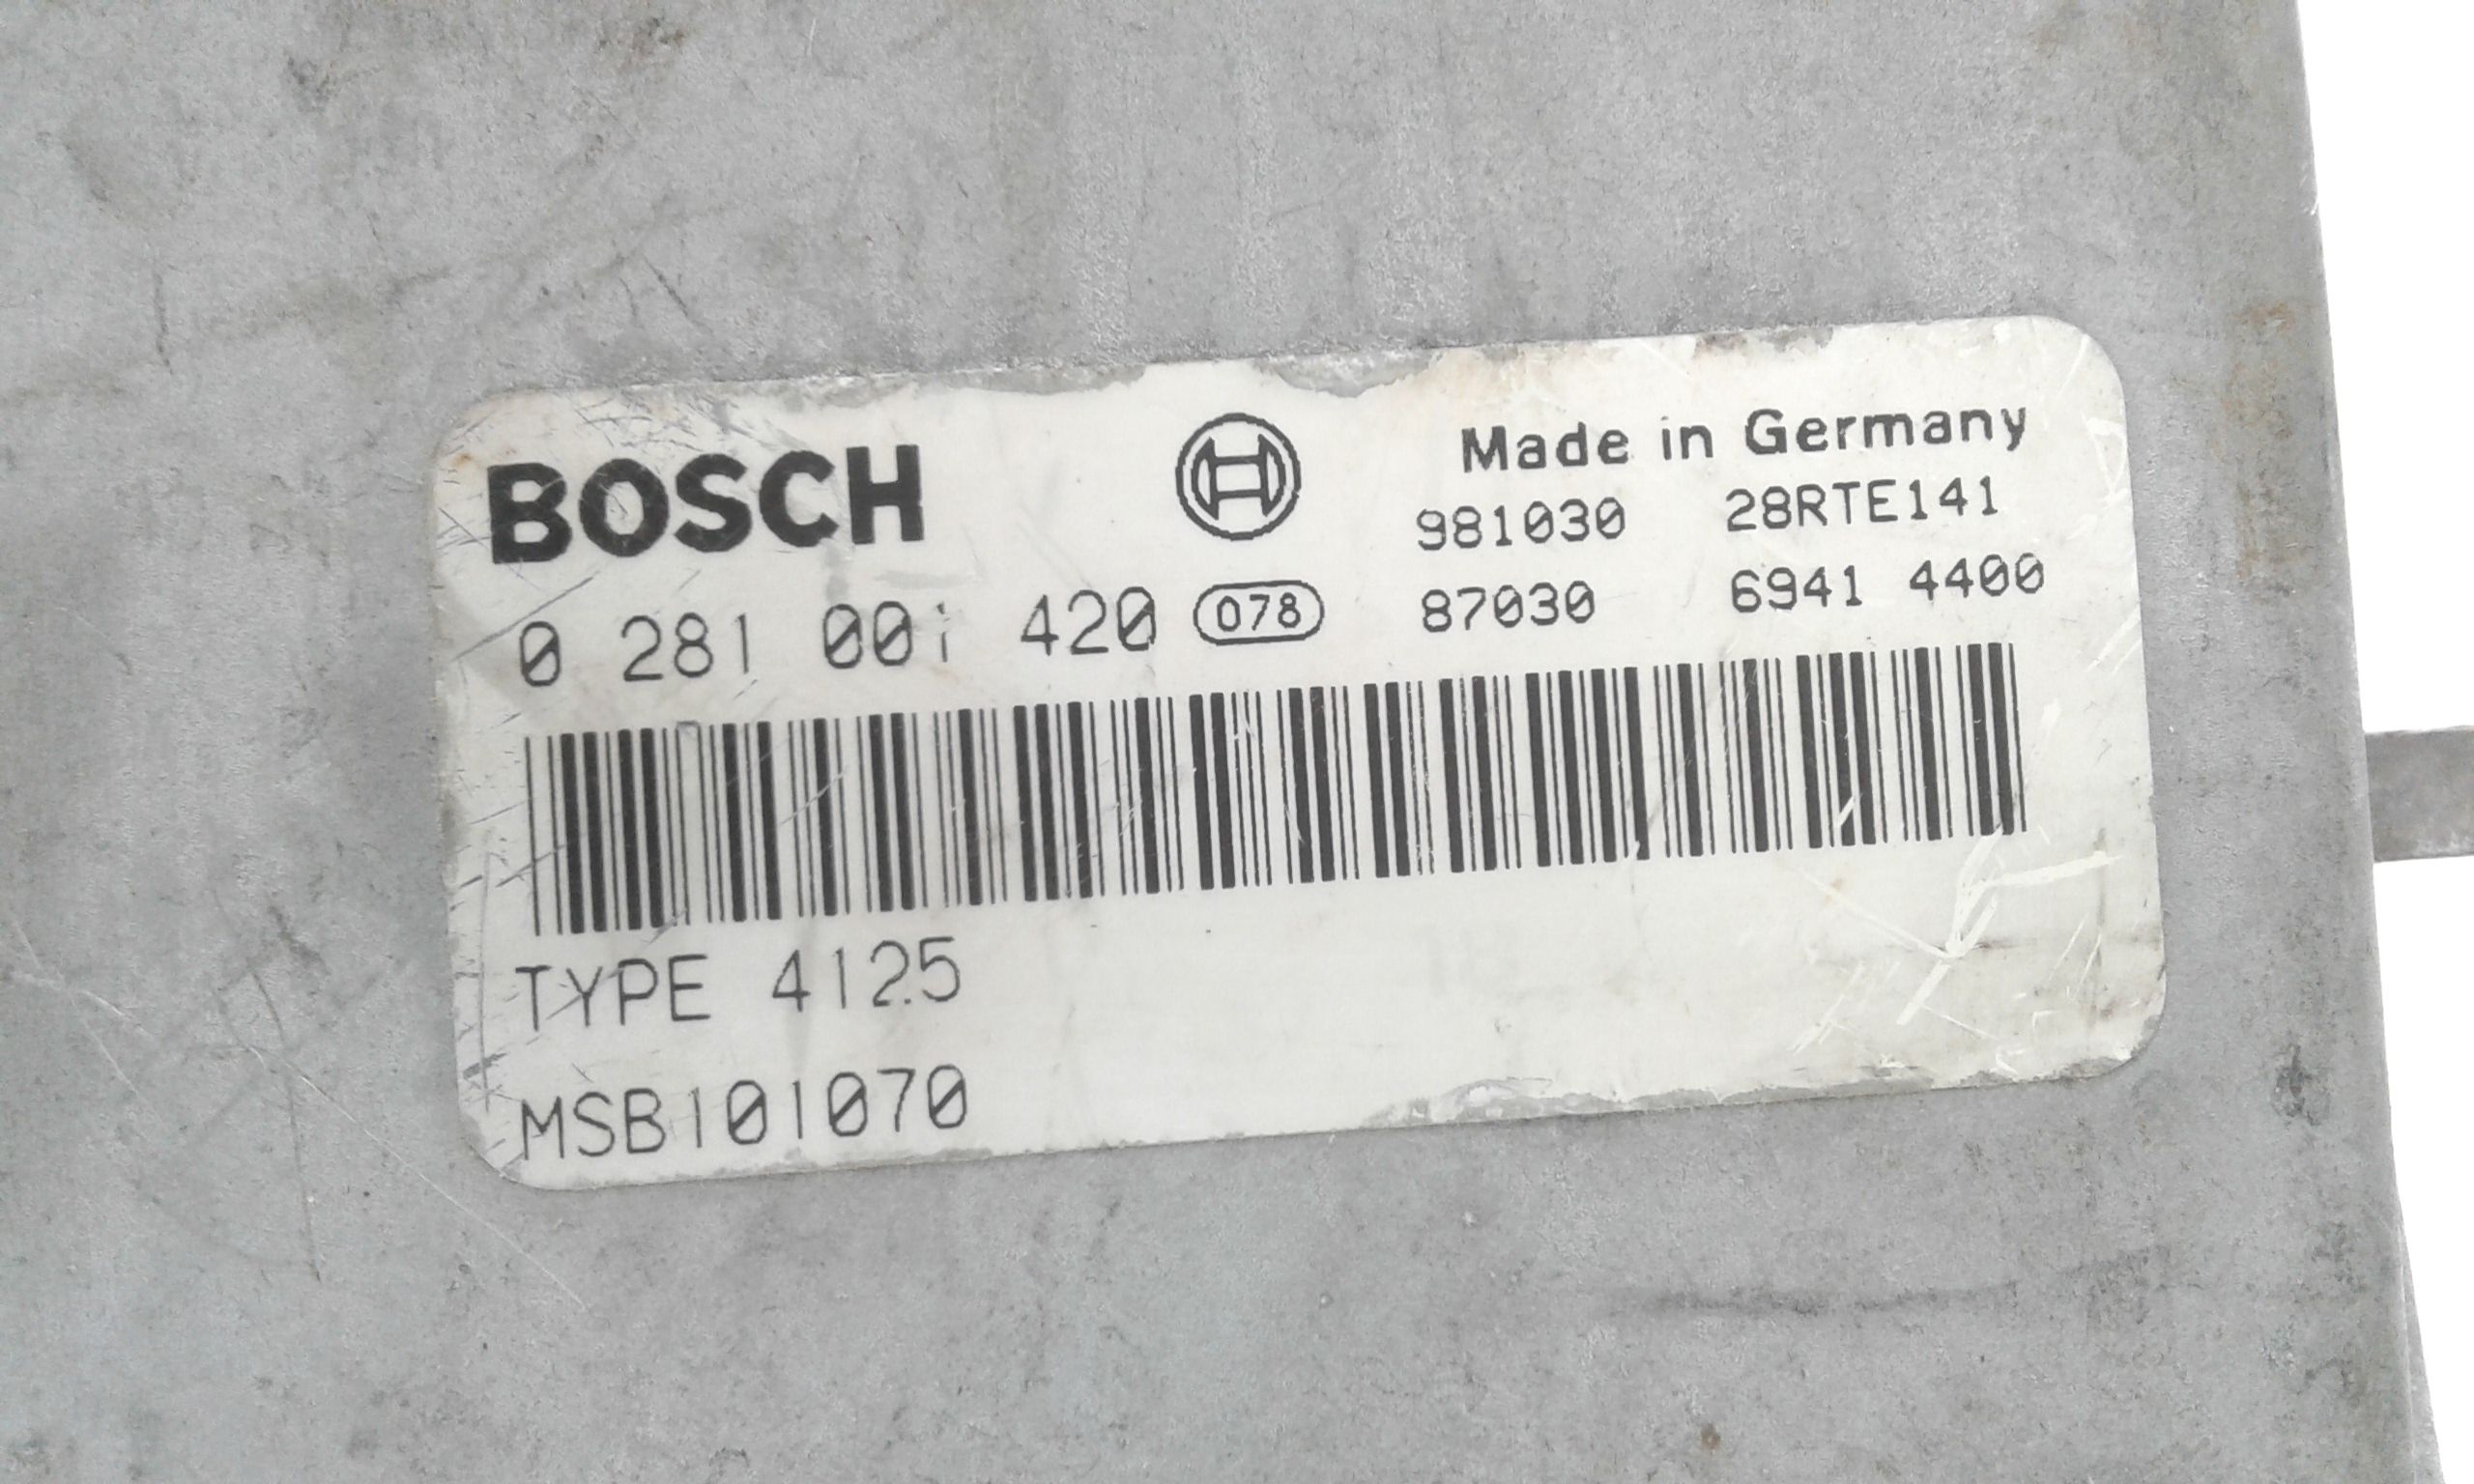 BOSCH
Made in Germany
981030 28RTE141
0 281 001 420 078 87030 6941 4400
TYPE 4125
MSB101070